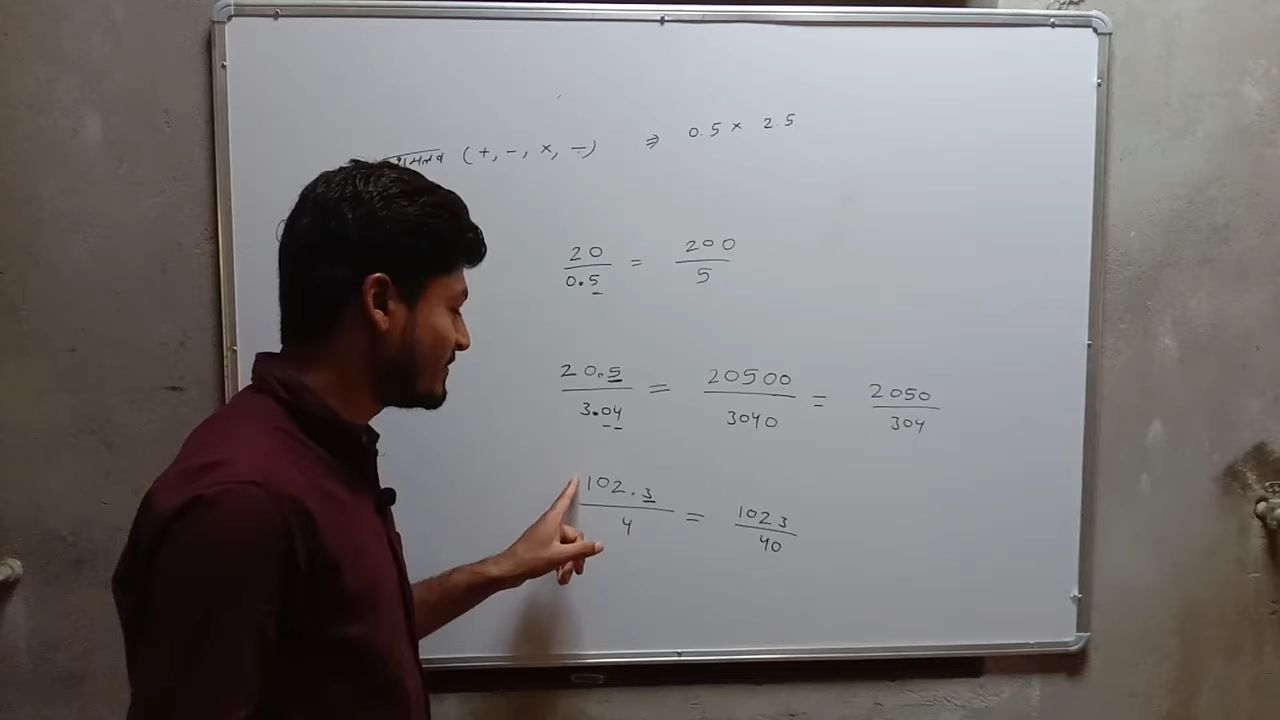 (+, -, ×, ÷) ⇒ 0.5 × 2.5
20/0.5 = 200/5
20.5/3.04 = 20500/3040 = 2050/304
102.3/4 = 1023/40